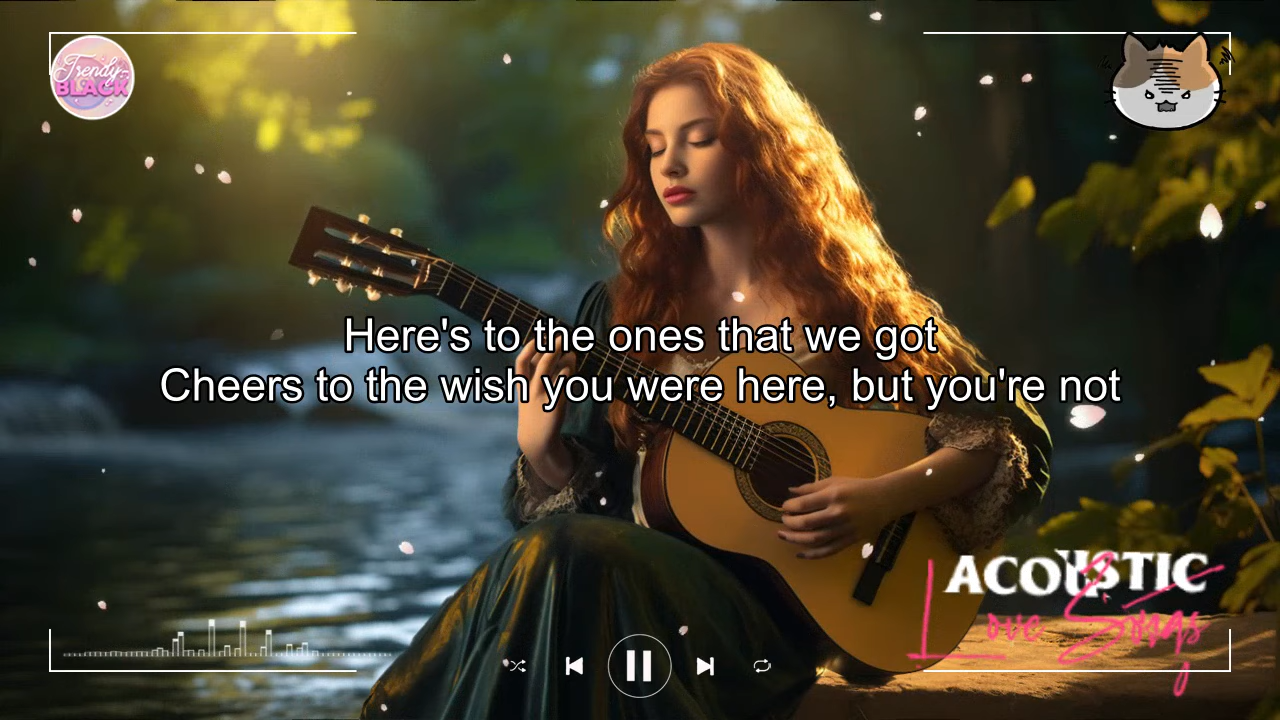 Trendy
BLACK
Here's to the ones that we got
Cheers to the wish you were here, but you're not
ACOUSTIC
Love Songs